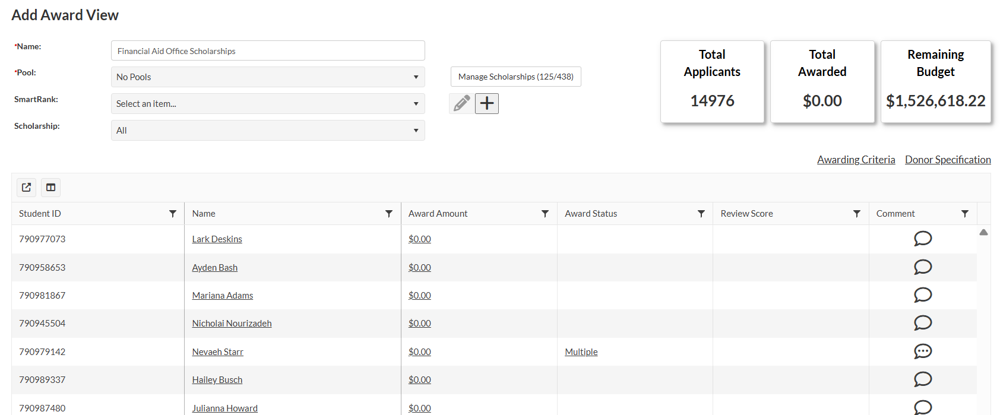 Add Award View
*Name:
Financial Aid Office Scholarships
*Pool:
No Pools
Manage Scholarships (125/438)
SmartRank:
Select an item...
Scholarship:
All
Total Applicants
14976
Total Awarded
$0.00
Remaining Budget
$1,526,618.22
Awarding Criteria Donor Specification
Student ID Name Award Amount Award Status Review Score Comment
790977073 Lark Deskins $0.00
790958653 Ayden Bash $0.00
790981867 Mariana Adams $0.00
790945504 Nicholai Nourizadeh $0.00
790979142 Nevaeh Starr $0.00 Multiple
790989337 Hailey Busch $0.00
790987480 Julianna Howard $0.00